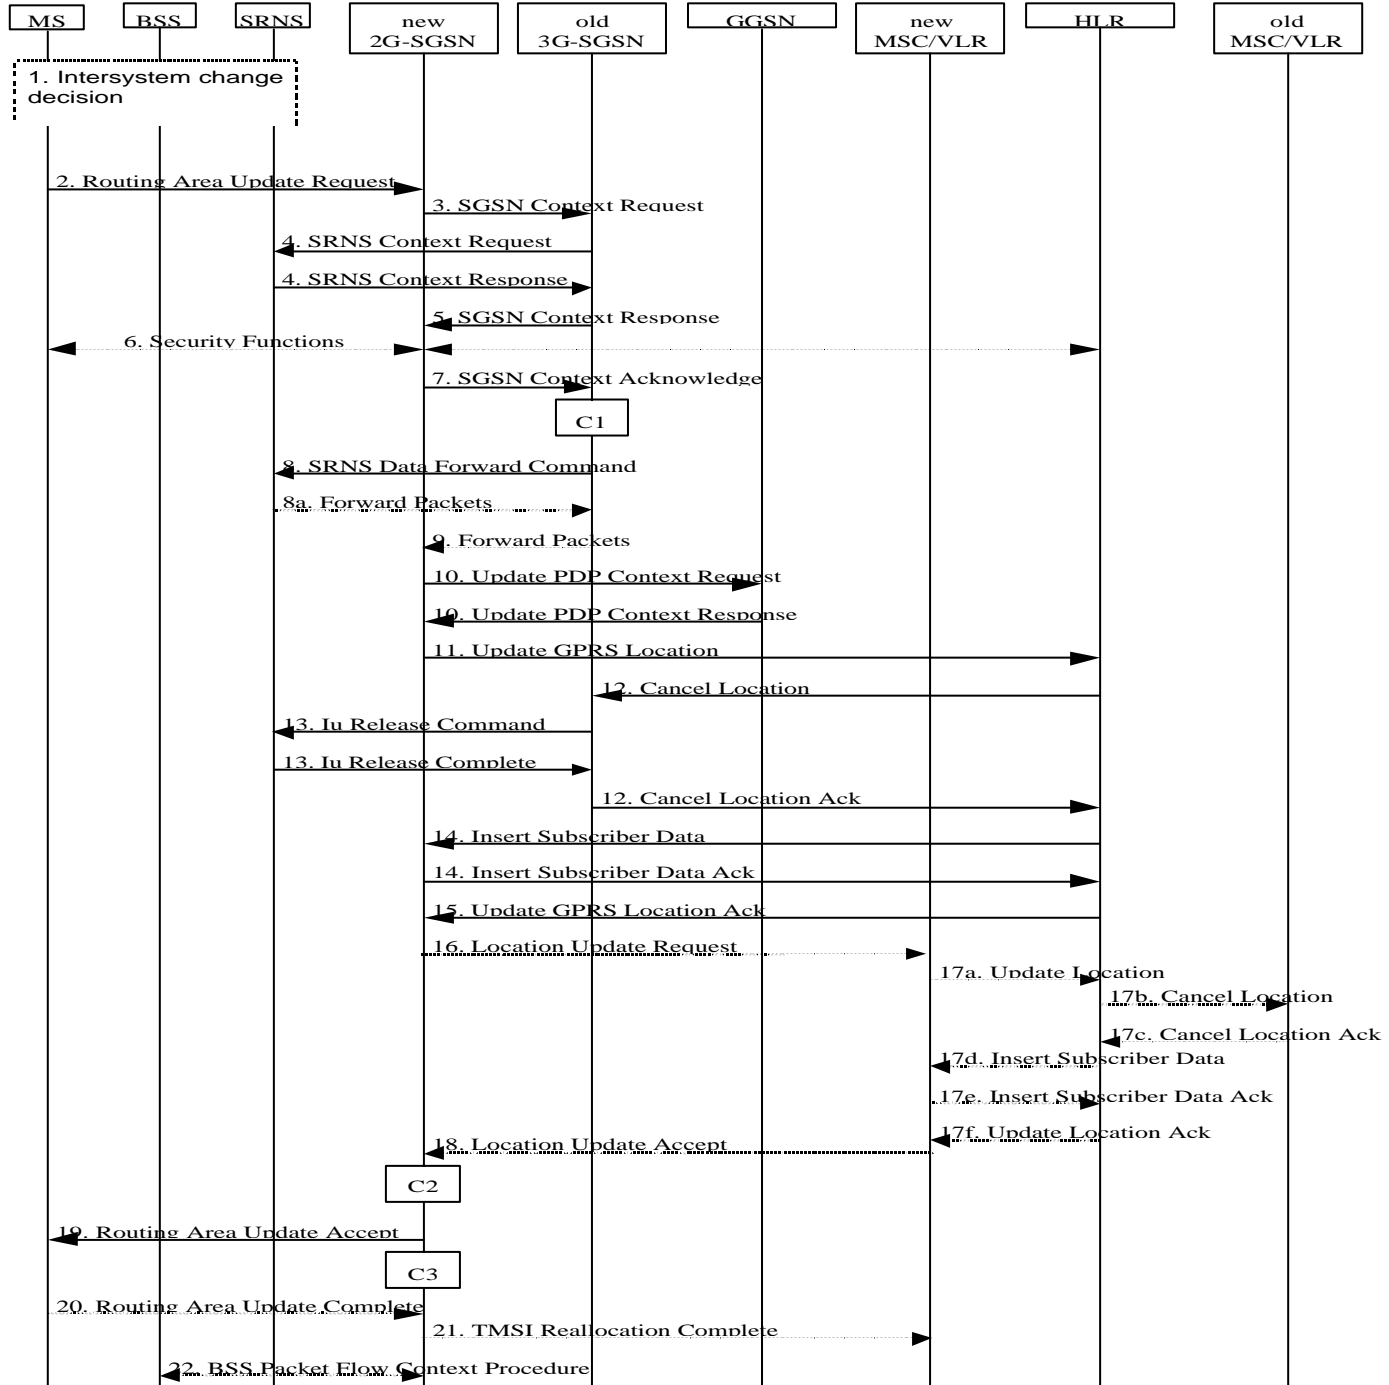 MS
BSS
SRNS
new
2G-SGSN
old
3G-SGSN
GGSN
new
MSC/VLR
HLR
old
MSC/VLR
1. Intersystem change
decision
2. Routing Area Update Request
3. SGSN Context Request
4. SRNS Context Request
4. SRNS Context Response
5. SGSN Context Response
6. Security Functions
7. SGSN Context Acknowledge
C1
8. SRNS Data Forward Command
8a. Forward Packets
9. Forward Packets
10. Update PDP Context Request
10. Update PDP Context Response
11. Update GPRS Location
12. Cancel Location
13. Iu Release Command
13. Iu Release Complete
12. Cancel Location Ack
14. Insert Subscriber Data
14. Insert Subscriber Data Ack
15. Update GPRS Location Ack
16. Location Update Request
17a. Update Location
17b. Cancel Location
17c. Cancel Location Ack
17d. Insert Subscriber Data
17e. Insert Subscriber Data Ack
17f. Update Location Ack
18. Location Update Accept
C2
19. Routing Area Update Accept
C3
20. Routing Area Update Complete
21. TMSI Reallocation Complete
22. BSS Packet Flow Context Procedure